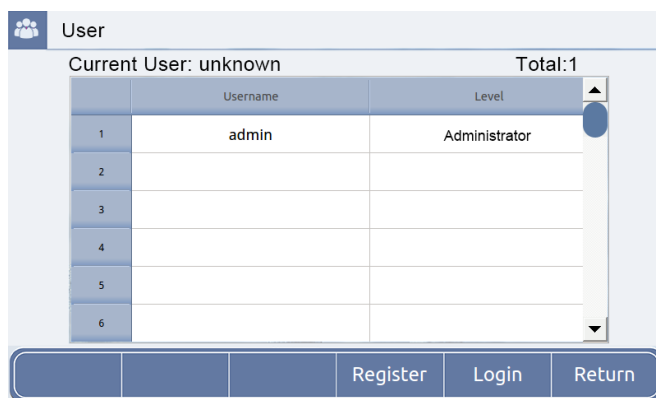 User
Current User: unknown Total:1
Username Level
1 admin Administrator
2
3
4
5
6
Register Login Return